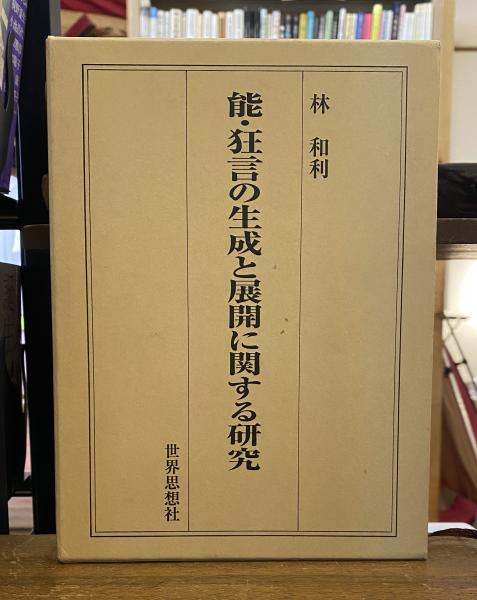 林 和利
能・狂言の生成と展開に関する研究
世界思想社